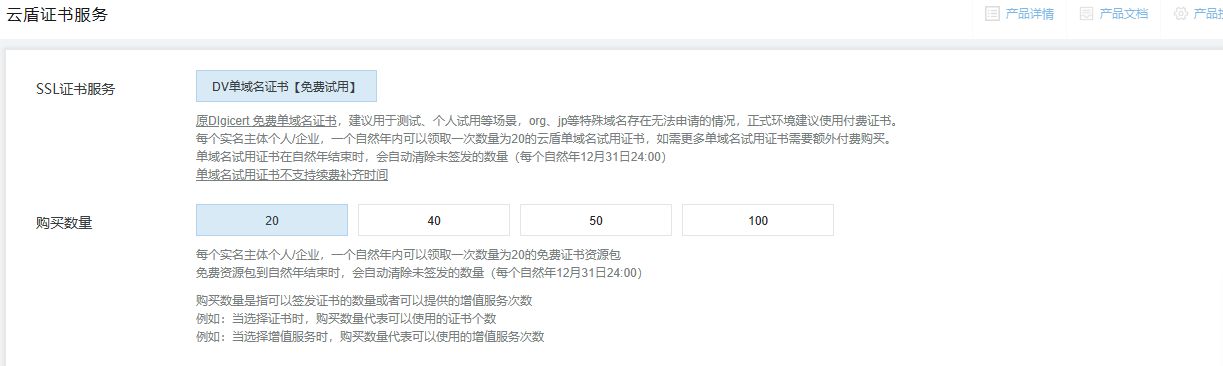 云盾证书服务
产品详情
产品文档
SSL证书服务
DV单域名证书【免费试用】
原DIgicert 免费单域名证书，建议用于测试、个人试用等场景，org、jp等特殊域名存在无法申请的情况，正式环境建议使用付费证书。
每个实名主体个人/企业，一个自然年内可以领取一次数量为20的云盾单域名试用证书，如需更多单域名试用证书需要额外付费购买。
单域名试用证书在自然年结束时，会自动清除未签发的数量（每个自然年12月31日24:00）
单域名试用证书不支持续费补齐时间
购买数量
20
40
50
100
每个实名主体个人/企业，一个自然年内可以领取一次数量为20的免费证书资源包
免费资源包到自然年结束时，会自动清除未签发的数量（每个自然年12月31日24:00）
购买数量是指可以签发证书的数量或者可以提供的增值服务次数
例如：当选择证书时，购买数量代表可以使用的证书个数
例如：当选择增值服务时，购买数量代表可以使用的增值服务次数